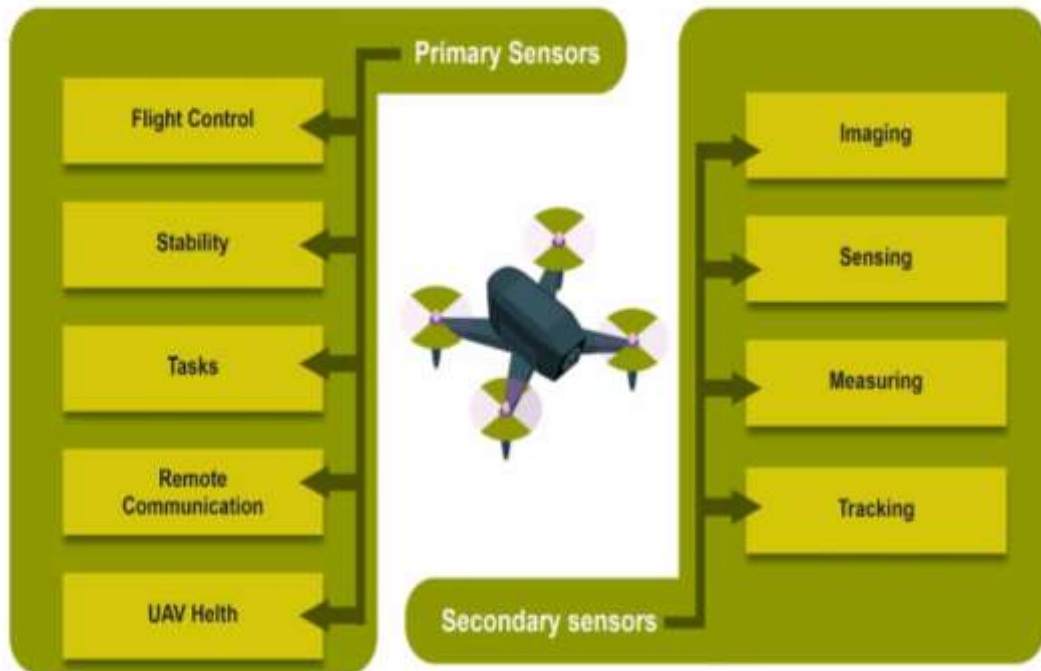 Primary Sensors
Flight Control
Stability
Tasks
Remote
Communication
UAV Helth
Secondary sensors
Imaging
Sensing
Measuring
Tracking